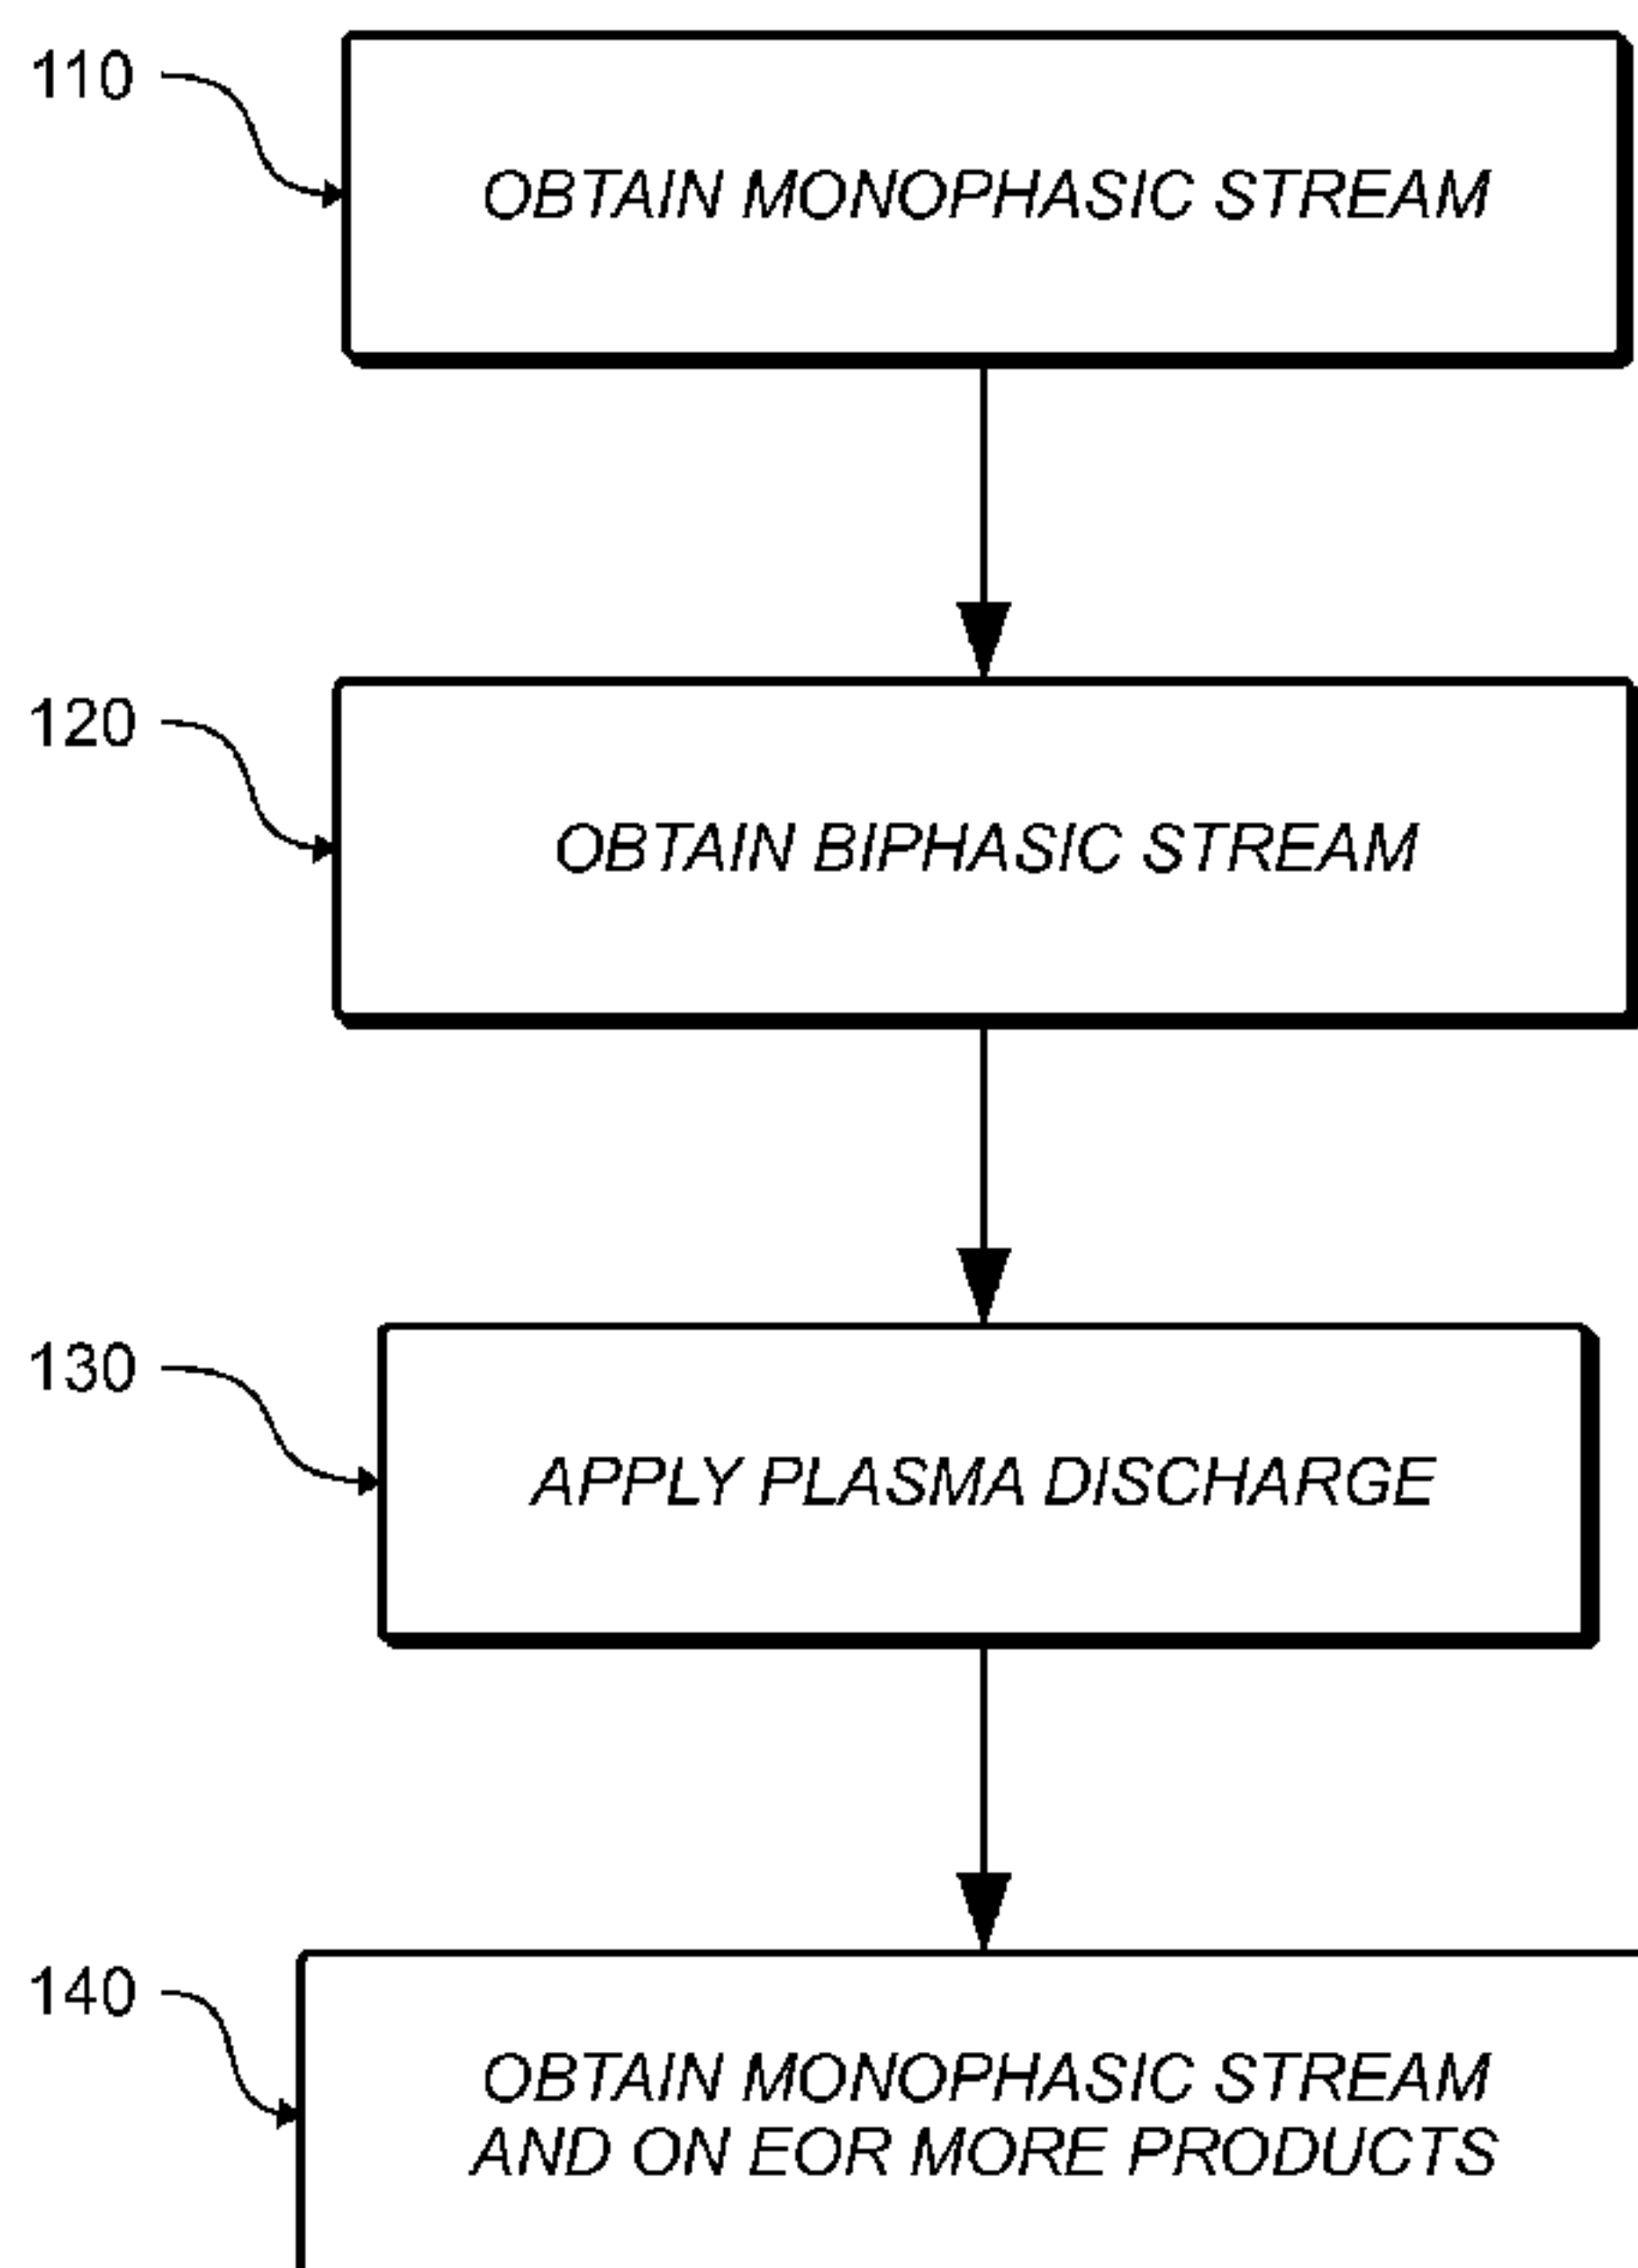 110
OBTAIN MONOPHASIC STREAM
120
OBTAIN BIPHASIC STREAM
130
APPLY PLASMA DISCHARGE
140
OBTAIN MONOPHASIC STREAM
AND ON EOR MORE PRODUCTS